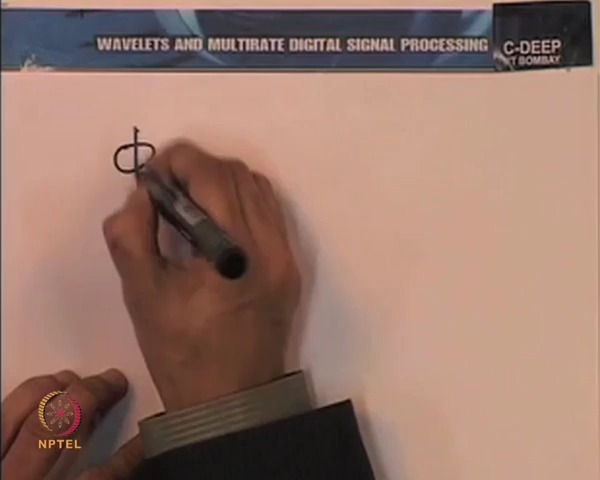 WAVELETS AND MULTIRATE DIGITAL SIGNAL PROCESSING
C-DEEP
IIT BOMBAY
Φ
NPTEL